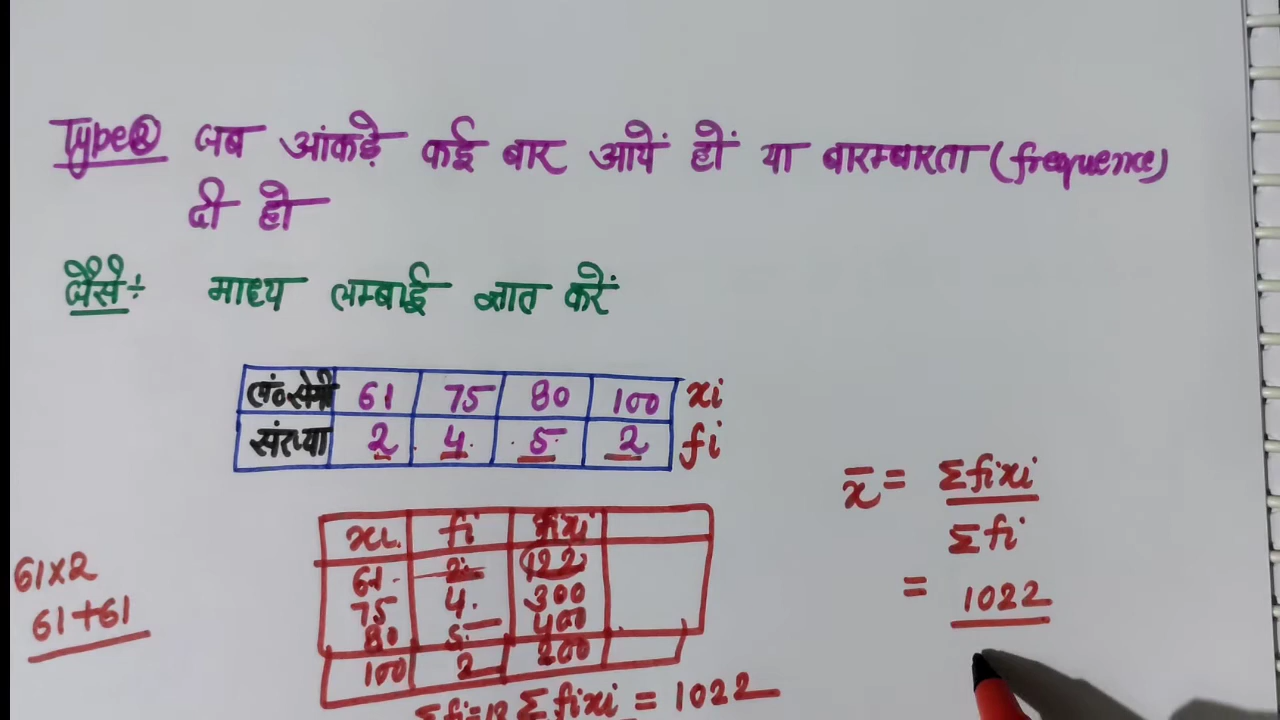 Type② जब आंकड़े कई बार आयें हों या बारम्बारता (frequence)
दी हो
जैसे÷ माध्य लम्बाई ज्ञात करें
लं०सेमी 61 75 80 100 xi
संख्या 2 4 5 2 fi
x̄ = Σfixi
Σfi
= 1022
xi fi fixi
61 2 122
75 4 300
80 5 400
100 2 200
Σfixi = 1022
61×2
61+61